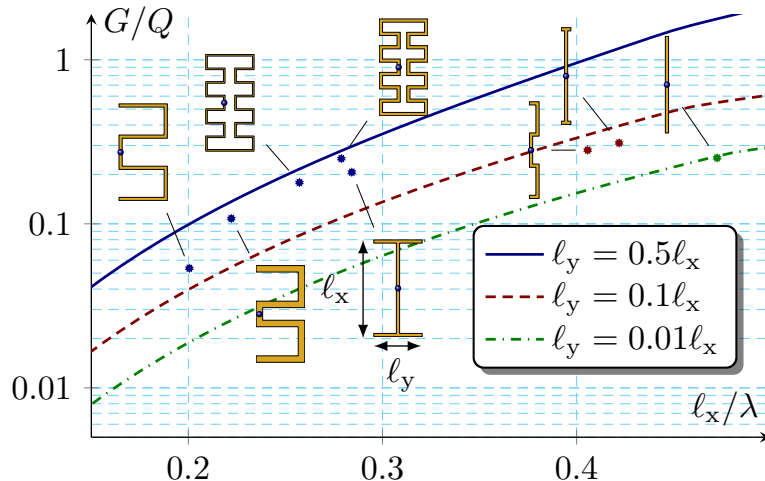 G/Q
1
0.1
0.01
ℓx
ℓy
ℓy = 0.5ℓx
ℓy = 0.1ℓx
ℓy = 0.01ℓx
ℓx/λ
0.2 0.3 0.4